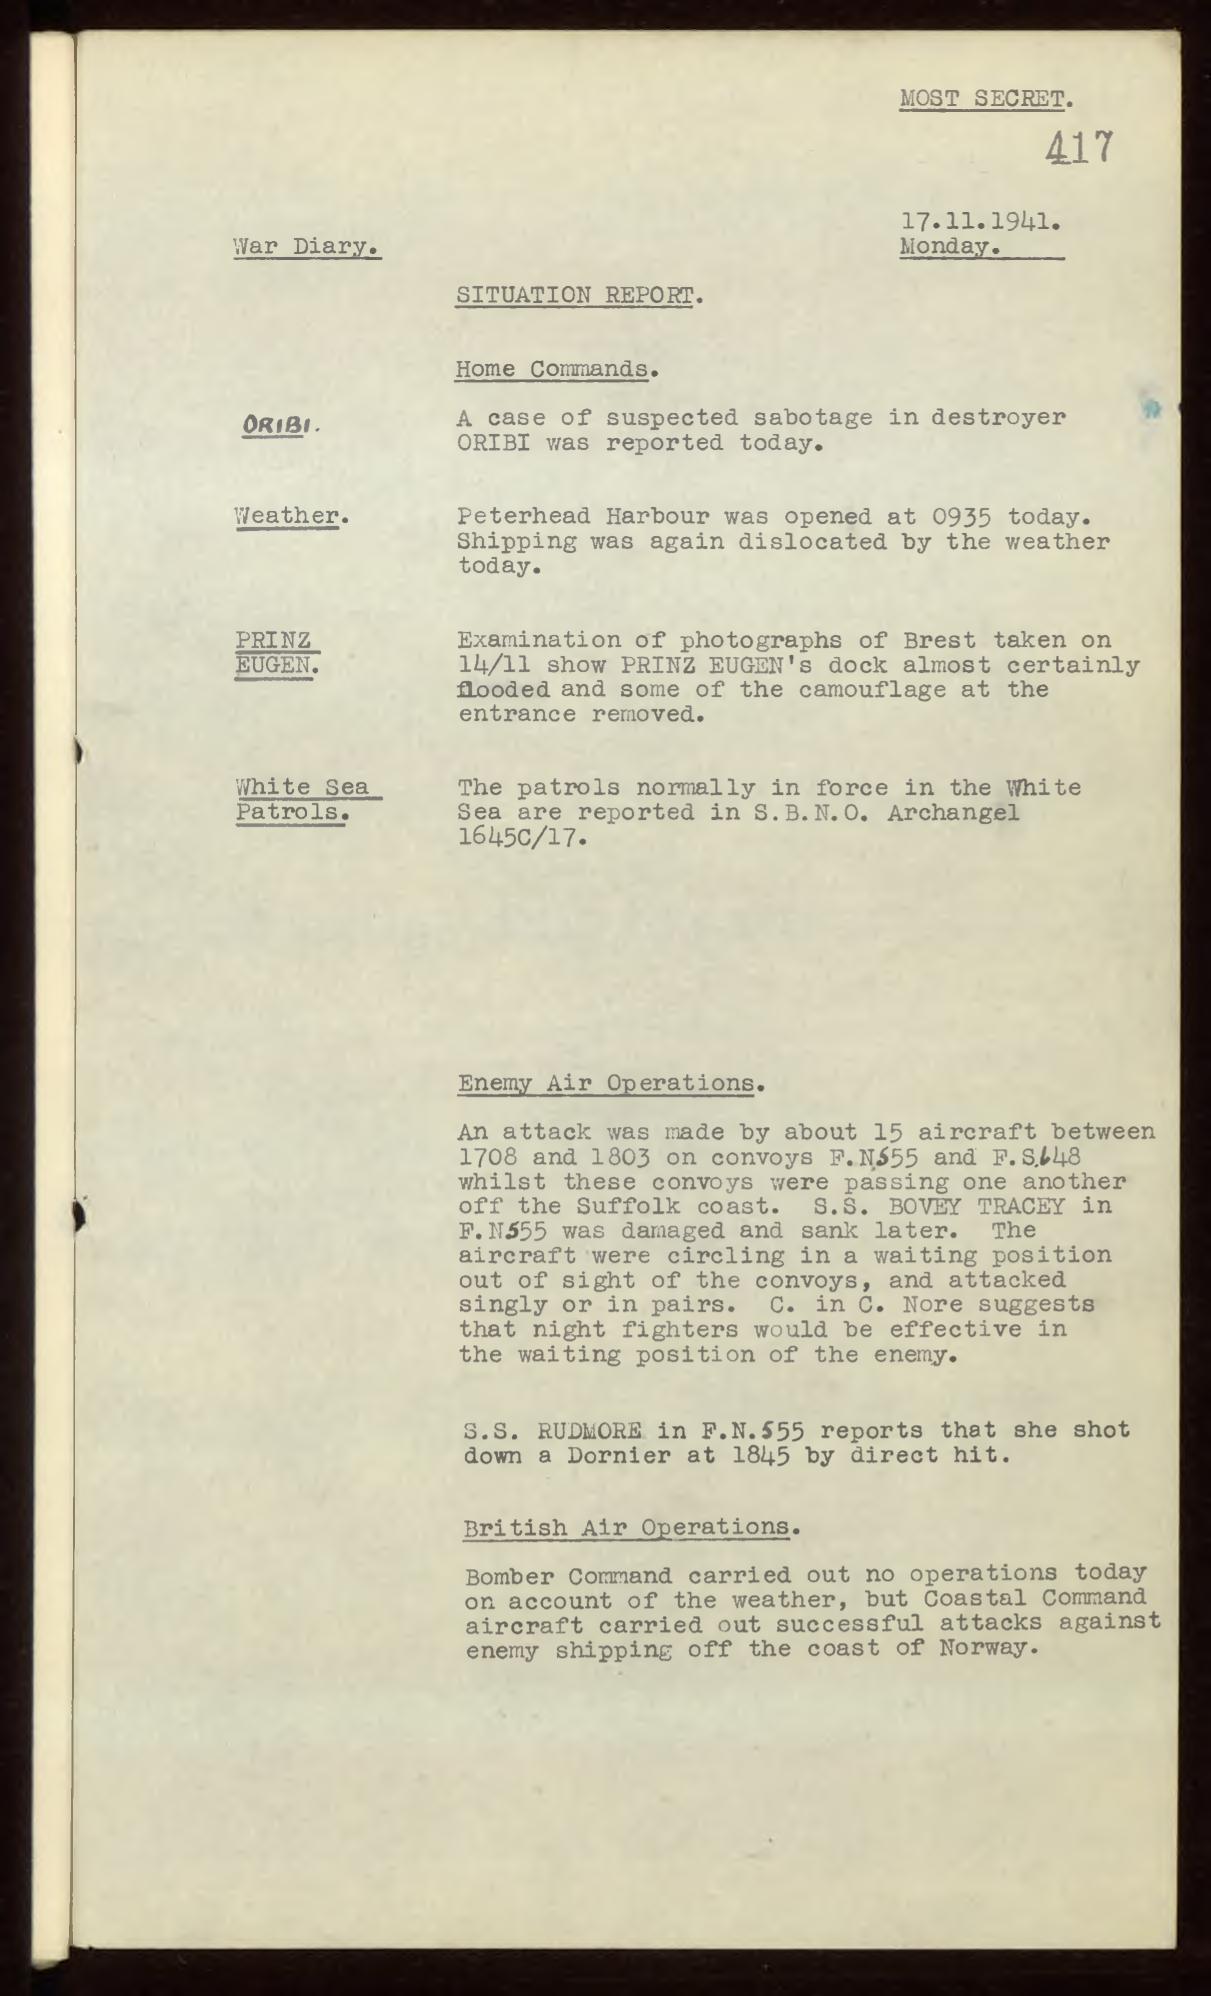 MOST SECRET.
417
17.11.1941.
War Diary.
Monday.
SITUATION REPORT.
Home Commands.
ORIBI.
A case of suspected sabotage in destroyer
ORIBI was reported today.
Weather.
Peterhead Harbour was opened at 0935 today.
Shipping was again dislocated by the weather
today.
PRINZ
EUGEN.
Examination of photographs of Brest taken on
14/11 show PRINZ EUGEN's dock almost certainly
flooded and some of the camouflage at the
entrance removed.
White Sea
Patrols.
The patrols normally in force in the White
Sea are reported in S.B.N.O. Archangel
1645C/17.
Enemy Air Operations.
An attack was made by about 15 aircraft between
1708 and 1803 on convoys F.N.555 and F.S.648
whilst these convoys were passing one another
off the Suffolk coast. S.S. BOVEY TRACEY in
F.N555 was damaged and sank later. The
aircraft were circling in a waiting position
out of sight of the convoys, and attacked
singly or in pairs. C. in C. Nore suggests
that night fighters would be effective in
the waiting position of the enemy.
S.S. RUDMORE in F.N.555 reports that she shot
down a Dornier at 1845 by direct hit.
British Air Operations.
Bomber Command carried out no operations today
on account of the weather, but Coastal Command
aircraft carried out successful attacks against
enemy shipping off the coast of Norway.